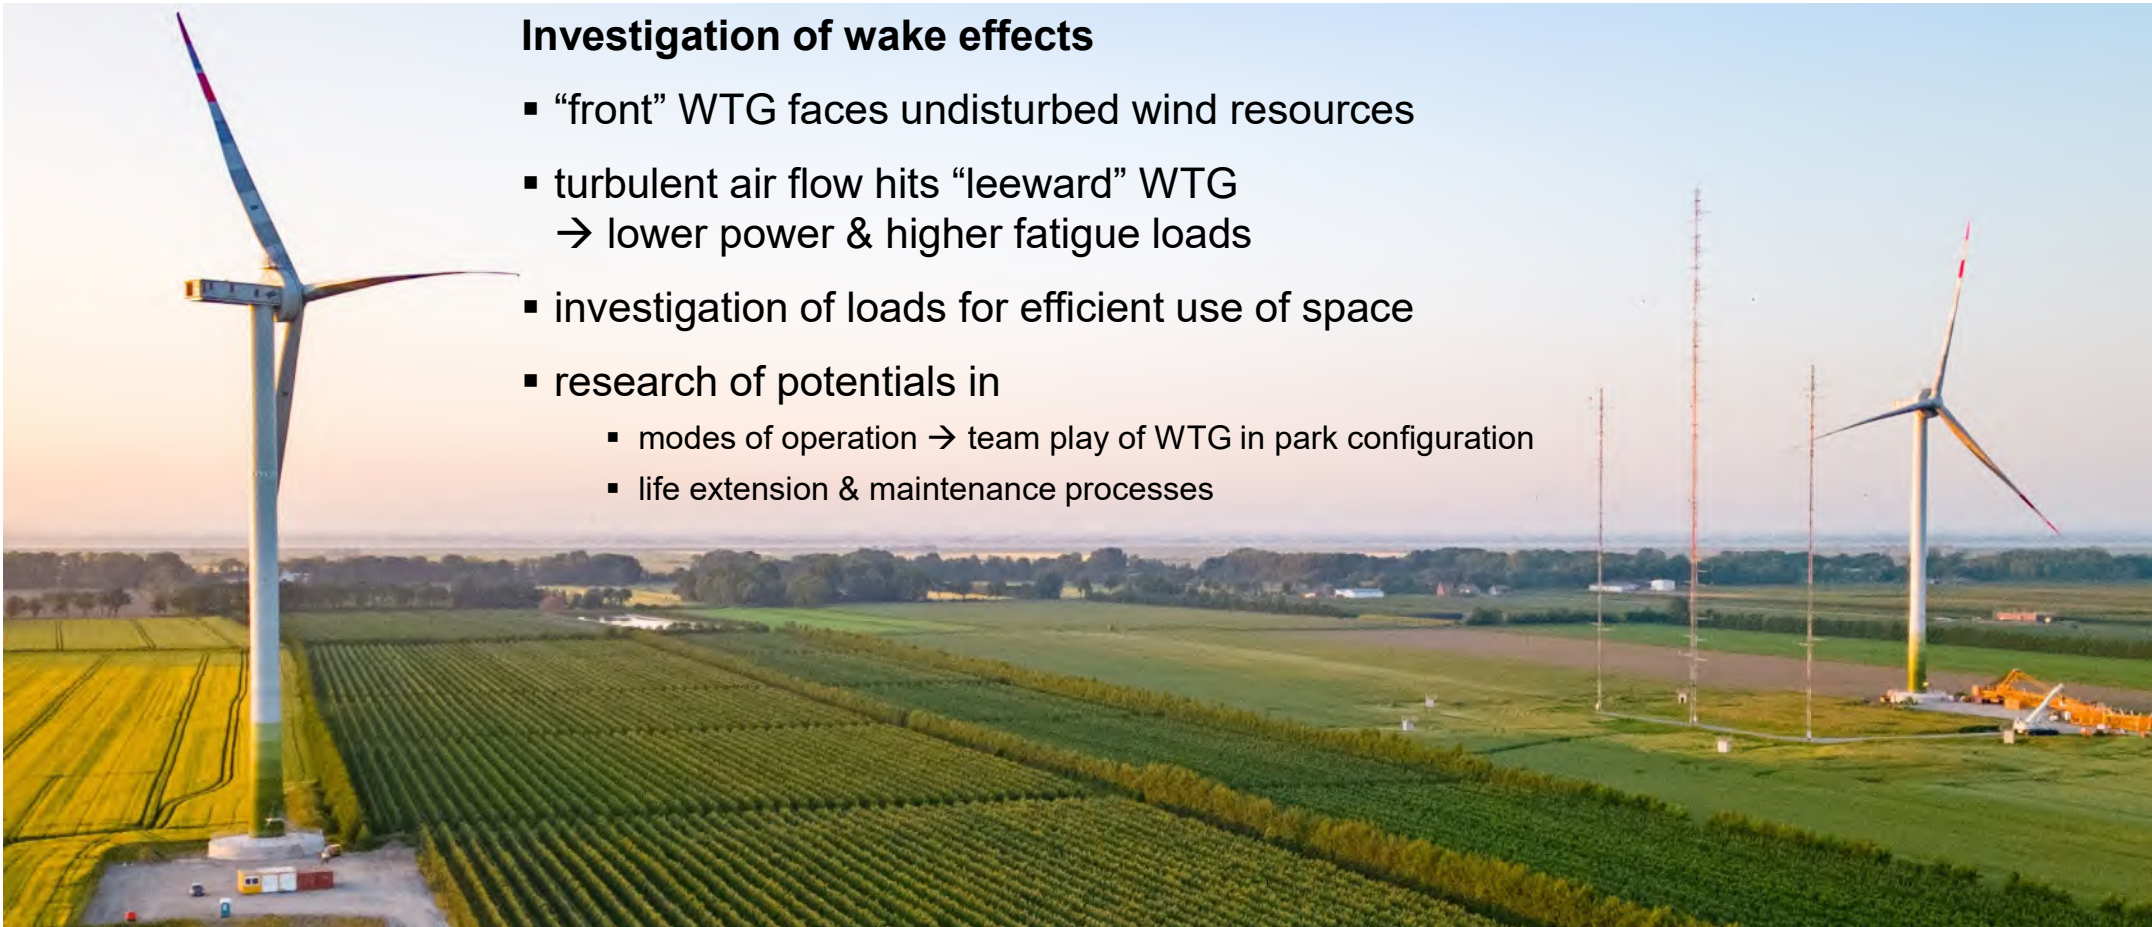 Investigation of wake effects
▪ “front” WTG faces undisturbed wind resources
▪ turbulent air flow hits “leeward” WTG
→ lower power & higher fatigue loads
▪ investigation of loads for efficient use of space
▪ research of potentials in
▪ modes of operation → team play of WTG in park configuration
▪ life extension & maintenance processes